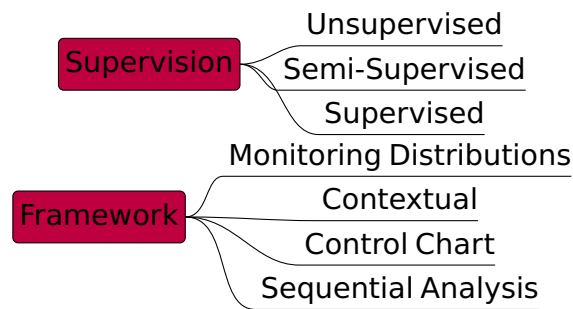 Supervision
Unsupervised
Semi-Supervised
Supervised
Framework
Monitoring Distributions
Contextual
Control Chart
Sequential Analysis